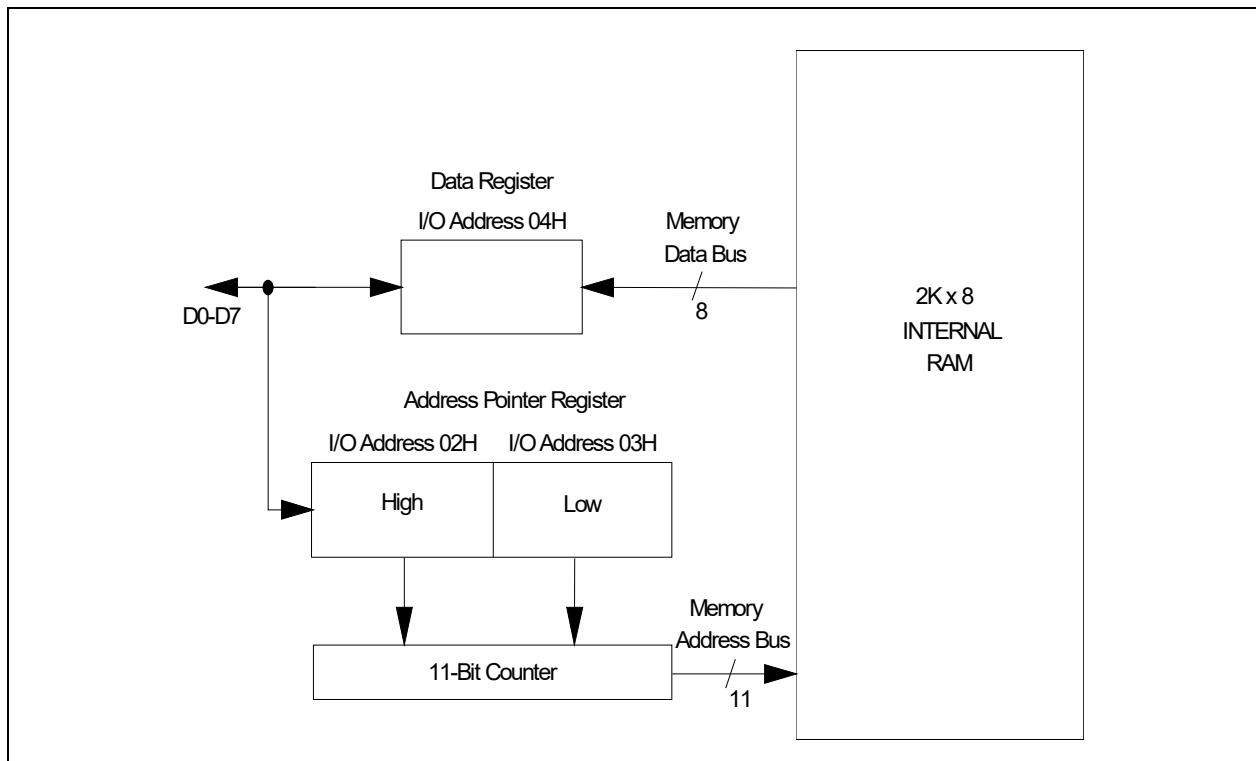 Data Register
I/O Address 04H
Memory
Data Bus
8
D0-D7
2K x 8
INTERNAL
RAM
Address Pointer Register
I/O Address 02H
I/O Address 03H
High
Low
Memory
Address Bus
11
11-Bit Counter